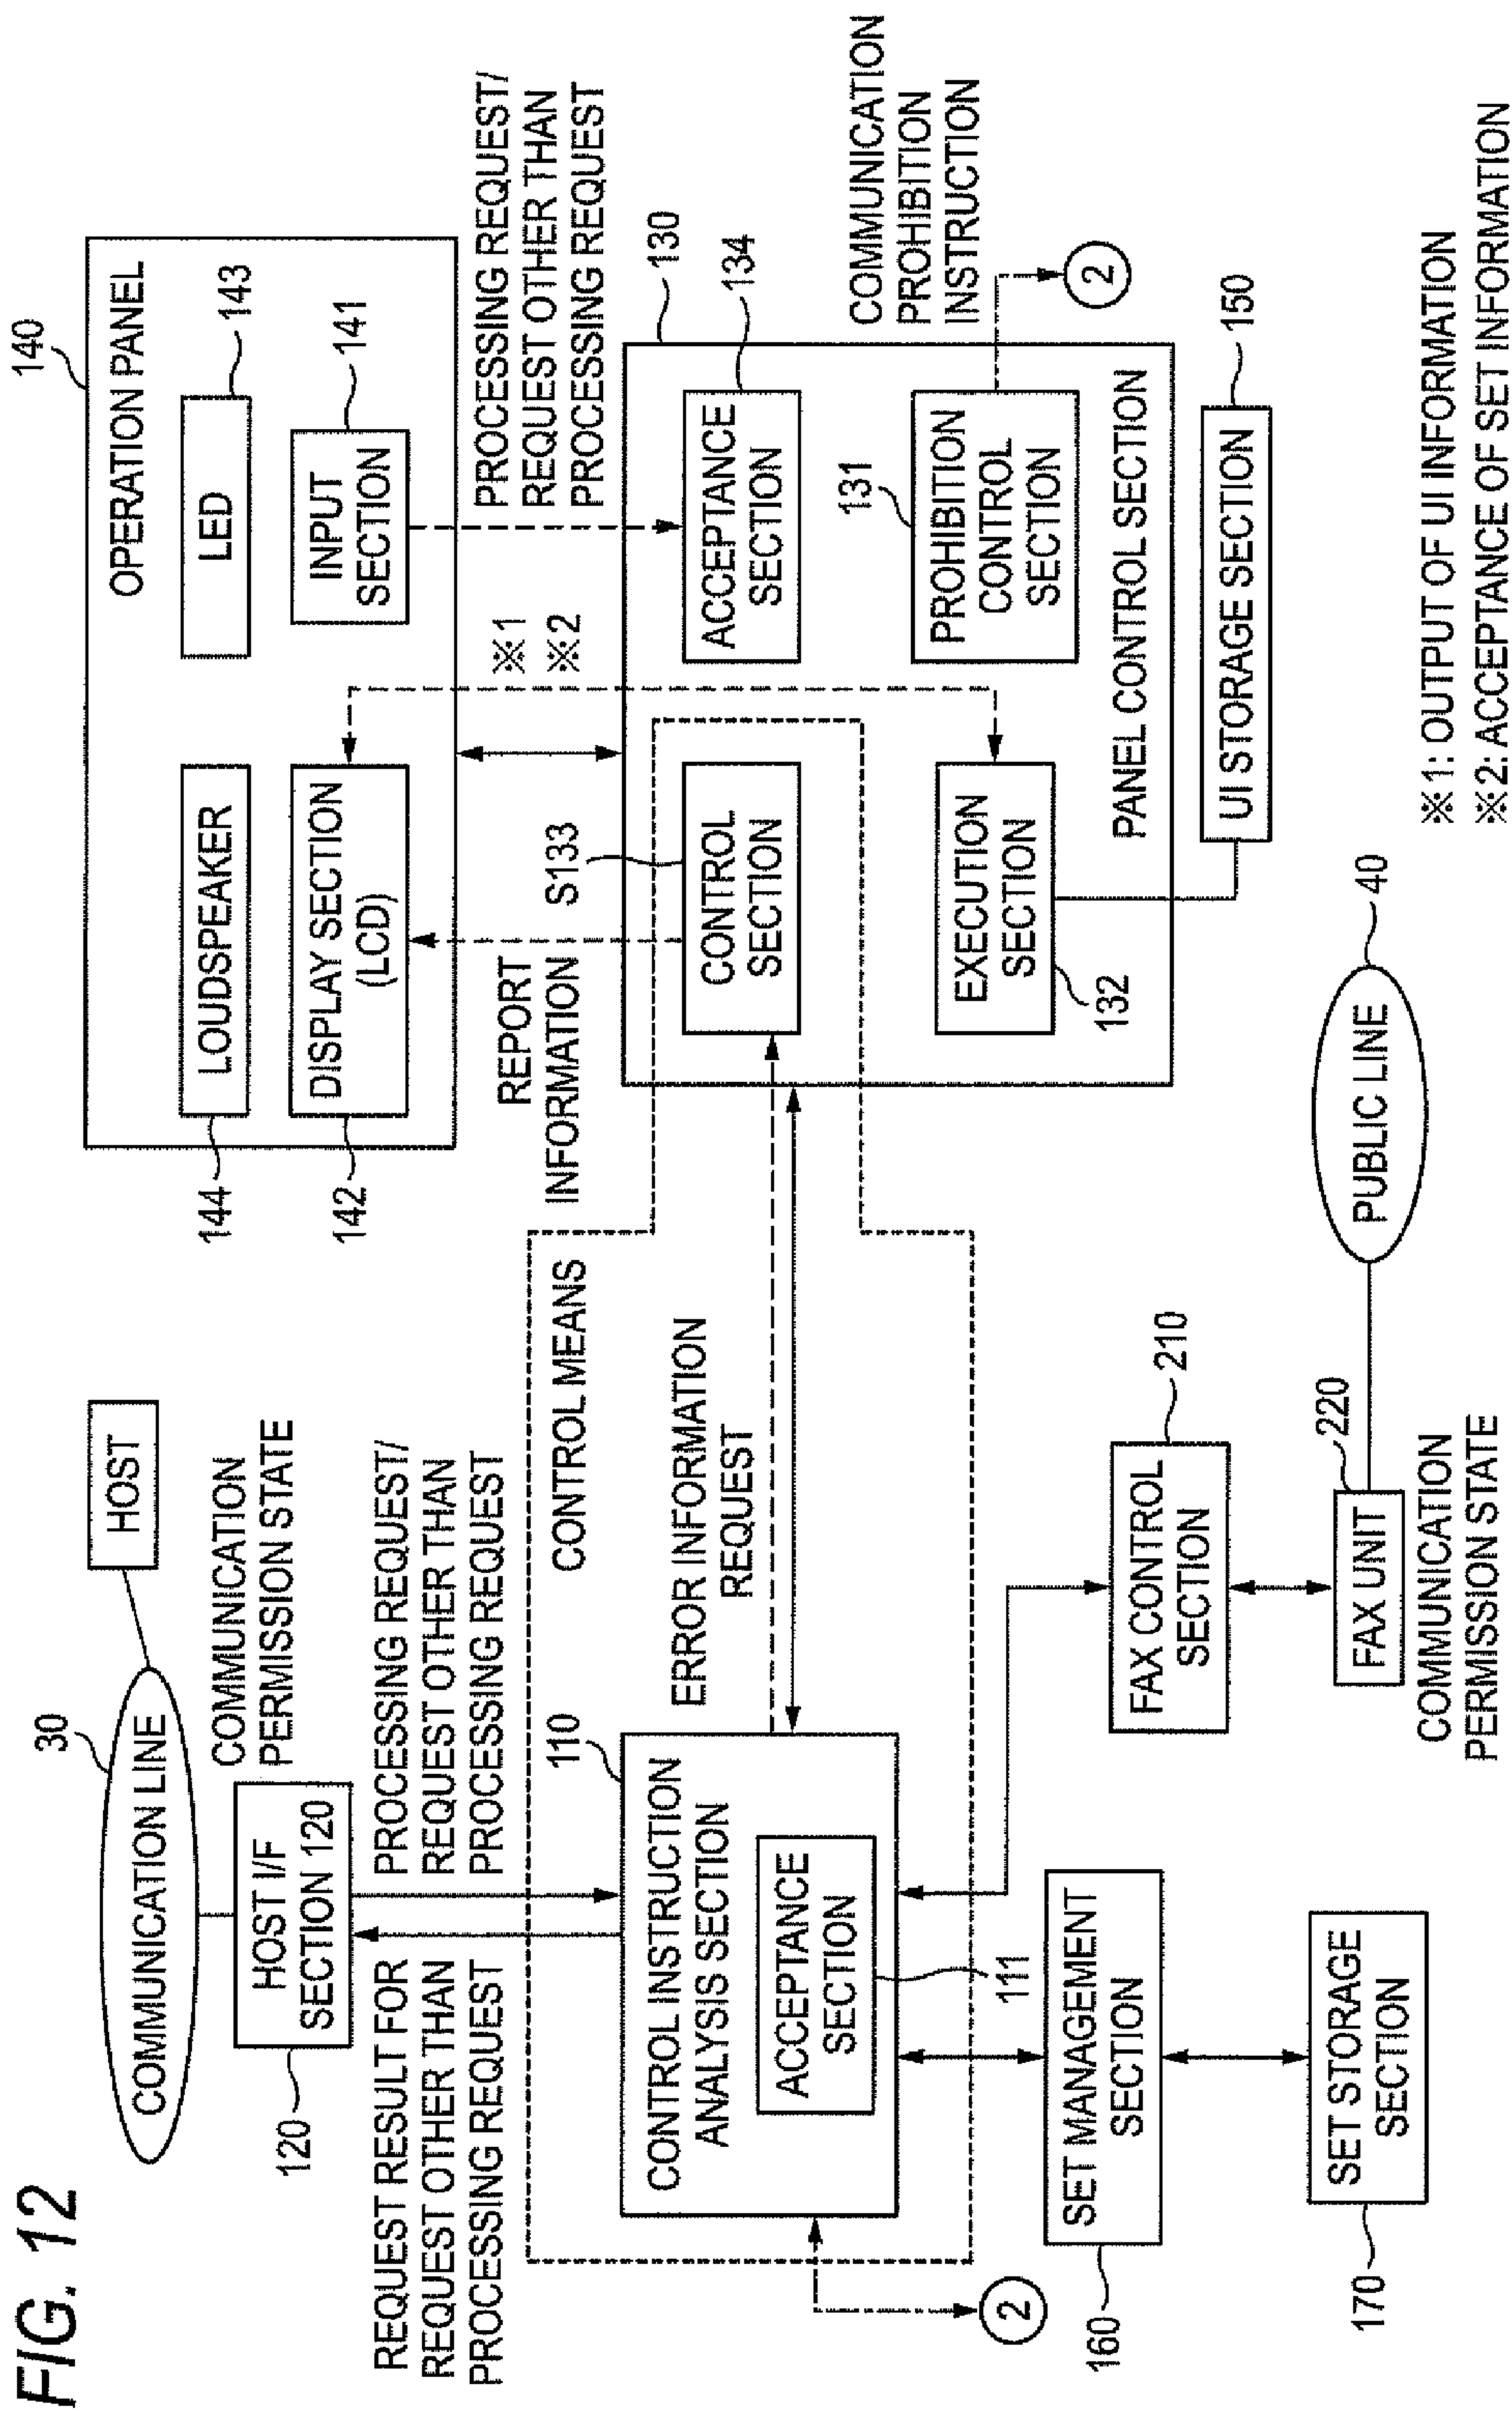 FIG. 12
30
COMMUNICATION LINE
HOST
HOST I/F
SECTION 120
120
COMMUNICATION
PERMISSION STATE
REQUEST RESULT FOR
REQUEST OTHER THAN
PROCESSING REQUEST
PROCESSING REQUEST/
REQUEST OTHER THAN
PROCESSING REQUEST
CONTROL MEANS
110
CONTROL INSTRUCTION
ANALYSIS SECTION
ACCEPTANCE
SECTION
111
ERROR INFORMATION
REQUEST
2
160
SET MANAGEMENT
SECTION
170
SET STORAGE
SECTION
FAX CONTROL
SECTION
210
FAX UNIT
220
COMMUNICATION
PERMISSION STATE
PUBLIC LINE
40
140
OPERATION PANEL
144
LOUDSPEAKER
LED
143
142
DISPLAY SECTION
(LCD)
INPUT
SECTION
141
REPORT
INFORMATION
S133
※1
※2
PROCESSING REQUEST/
REQUEST OTHER THAN
PROCESSING REQUEST
130
CONTROL
SECTION
ACCEPTANCE
SECTION
134
EXECUTION
SECTION
132
131
PROHIBITION
CONTROL
SECTION
PANEL CONTROL SECTION
COMMUNICATION
PROHIBITION
INSTRUCTION
2
UI STORAGE SECTION
150
※1: OUTPUT OF UI INFORMATION
※2: ACCEPTANCE OF SET INFORMATION